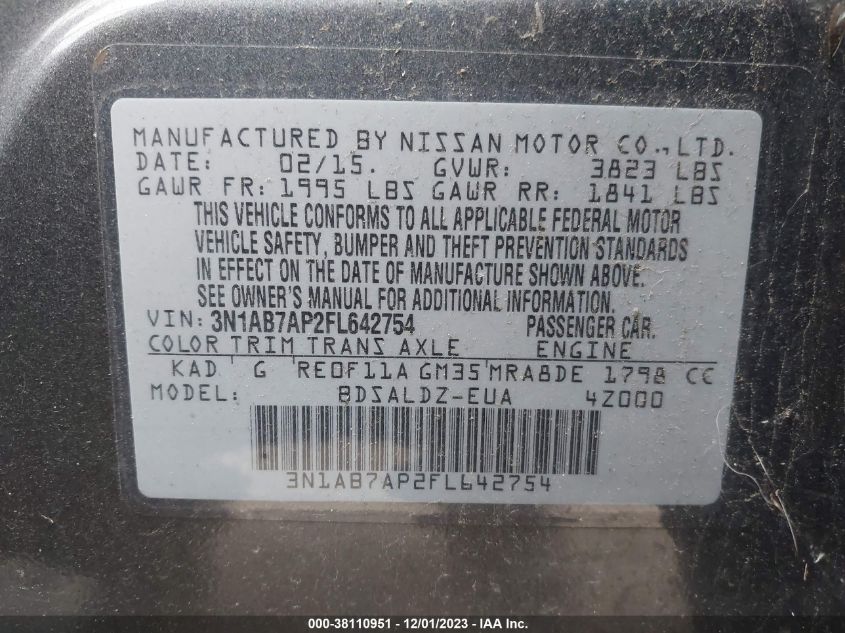 MANUFACTURED BY NISSAN MOTOR CO., LTD.
DATE: 02/15. GVWR: 3823 LBS
GAWR FR: 1995 LBS GAWR RR: 1841 LBS
THIS VEHICLE CONFORMS TO ALL APPLICABLE FEDERAL MOTOR
VEHICLE SAFETY, BUMPER AND THEFT PREVENTION STANDARDS
IN EFFECT ON THE DATE OF MANUFACTURE SHOWN ABOVE.
SEE OWNER'S MANUAL FOR ADDITIONAL INFORMATION.
VIN: 3N1AB7AP2FL642754 PASSENGER CAR.
COLOR TRIM TRANS AXLE ENGINE
KAD G RE0F11A GM35 MRA8DE 1798 CC
MODEL: BDSALDZ-EUA 4Z000
3N1AB7AP2FL642754
000-38110951 - 12/01/2023 - IAA Inc.